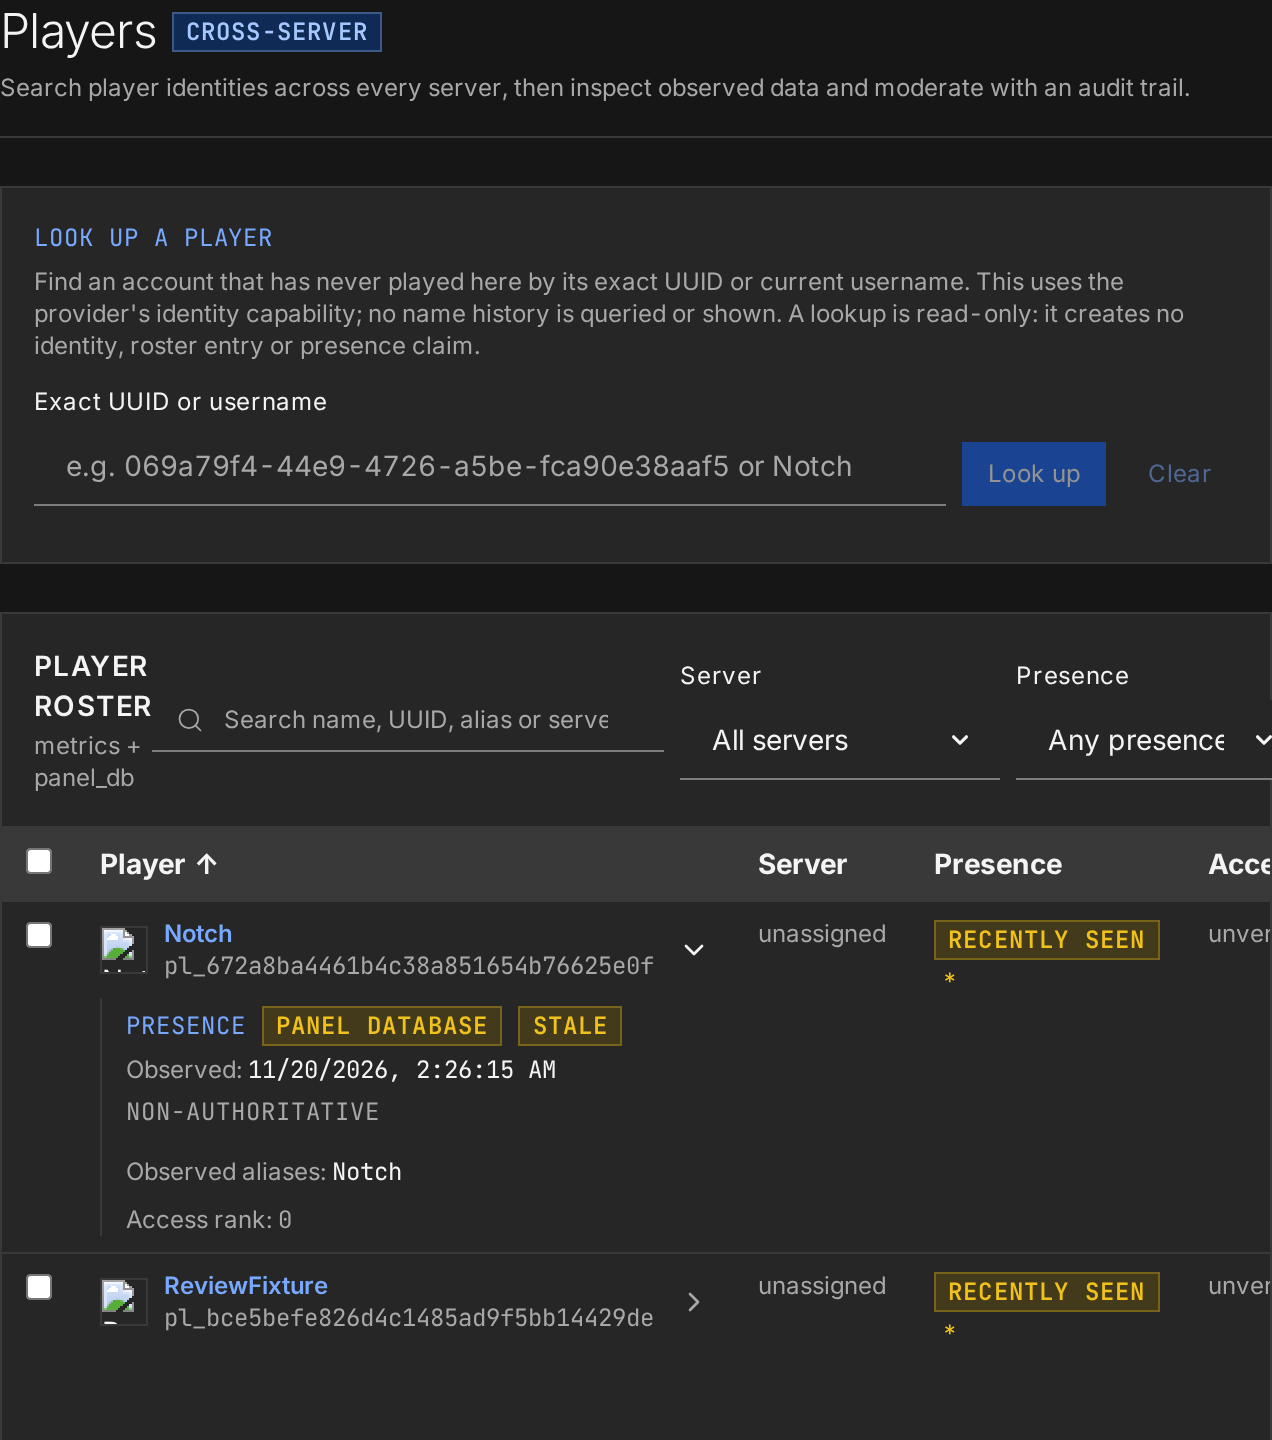 Players CROSS-SERVER
Search player identities across every server, then inspect observed data and moderate with an audit trail.
LOOK UP A PLAYER
Find an account that has never played here by its exact UUID or current username. This uses the
provider's identity capability; no name history is queried or shown. A lookup is read-only: it creates no
identity, roster entry or presence claim.
Exact UUID or username
e.g. 069a79f4-44e9-4726-a5be-fca90e38aaf5 or Notch
Look up
Clear
PLAYER
ROSTER
metrics +
panel_db
Search name, UUID, alias or serve
Server
All servers
Presence
Any presence
Player ↑ Server Presence Acce
Notch
pl_672a8ba4461b4c38a851654b76625e0f
unassigned
RECENTLY SEEN
*
unver
PRESENCE PANEL DATABASE STALE
Observed: 11/20/2026, 2:26:15 AM
NON-AUTHORITATIVE
Observed aliases: Notch
Access rank: 0
ReviewFixture
pl_bce5befe826d4c1485ad9f5bb14429de
unassigned
RECENTLY SEEN
*
unver